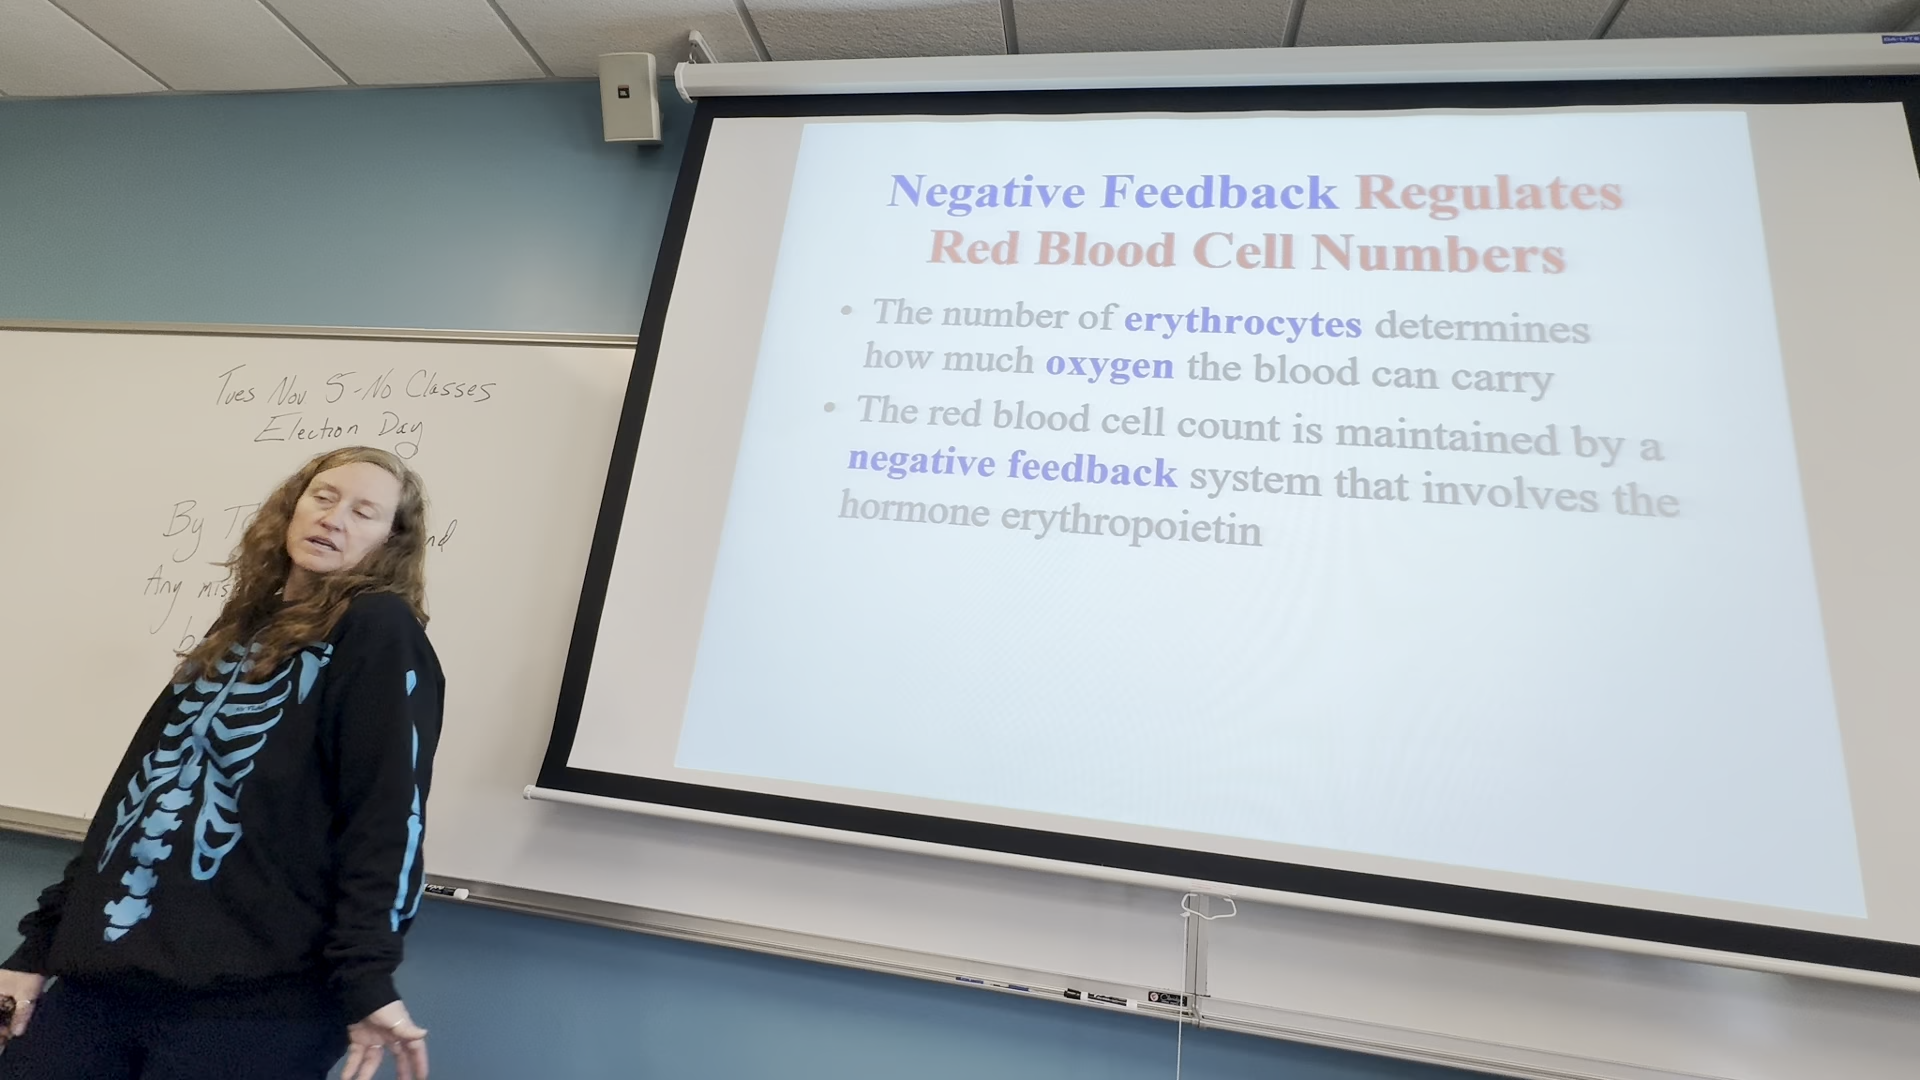 Negative Feedback Regulates
Red Blood Cell Numbers
• The number of erythrocytes determines
how much oxygen the blood can carry
• The red blood cell count is maintained by a
negative feedback system that involves the
hormone erythropoietin
Tues Nov 5-No Classes
Election Day
By
Any